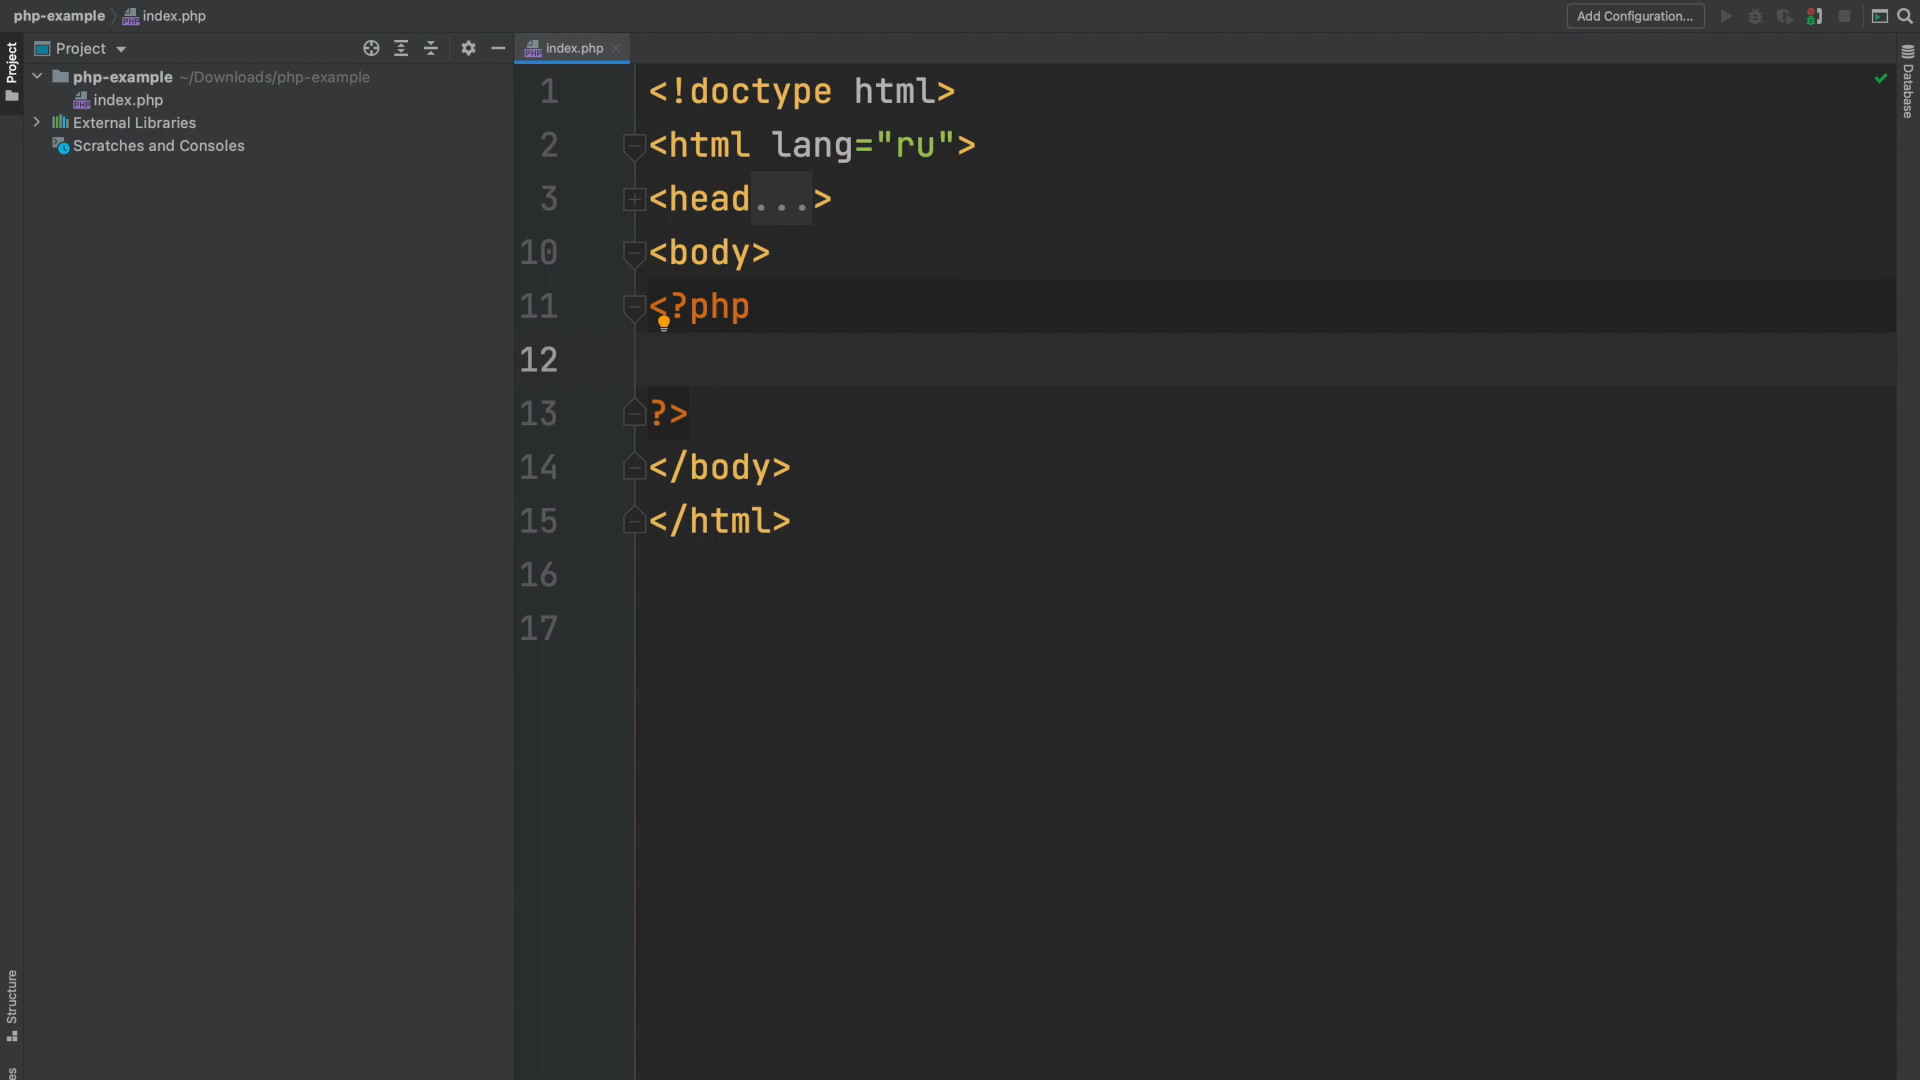 php-example index.php
Add Configuration...
Project
Project
index.php
php-example ~/Downloads/php-example
index.php
External Libraries
Scratches and Consoles
1 <!doctype html>
2 <html lang="ru">
3 <head...>
10 <body>
11 <?php
12
13 ?>
14 </body>
15 </html>
16
17
Database
Structure
es